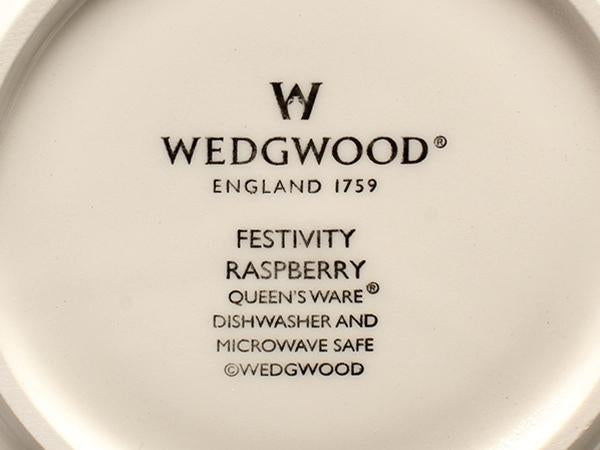 W
WEDGWOOD®
ENGLAND 1759
FESTIVITY
RASPBERRY
QUEEN'S WARE®
DISHWASHER AND
MICROWAVE SAFE
©WEDGWOOD